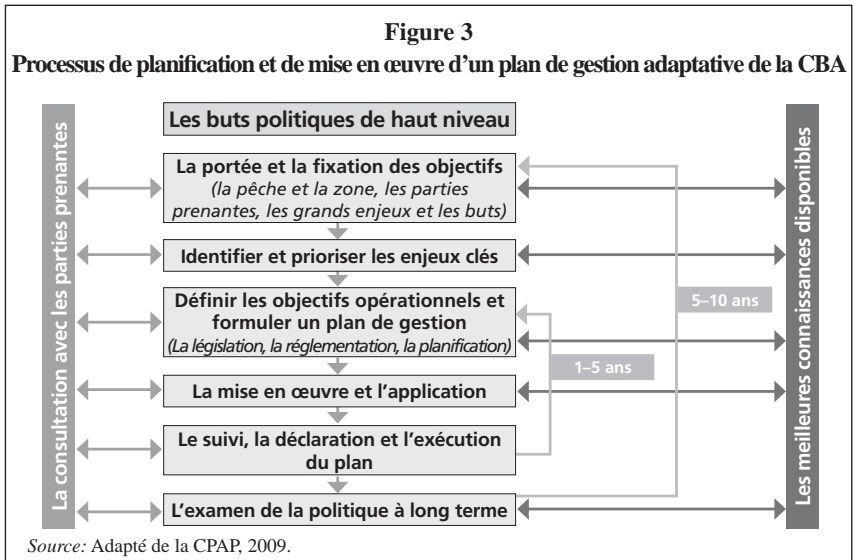 Figure 3
Processus de planification et de mise en œuvre d’un plan de gestion adaptative de la CBA
La consultation avec les parties prenantes
Les buts politiques de haut niveau
La portée et la fixation des objectifs
(la pêche et la zone, les parties
prenantes, les grands enjeux et les buts)
Identifier et prioriser les enjeux clés
Définir les objectifs opérationnels et
formuler un plan de gestion
(La législation, la réglementation, la planification)
La mise en œuvre et l’application
Le suivi, la déclaration et l’exécution
du plan
L’examen de la politique à long terme
1–5 ans
5–10 ans
Les meilleures connaissances disponibles
Source: Adapté de la CPAP, 2009.